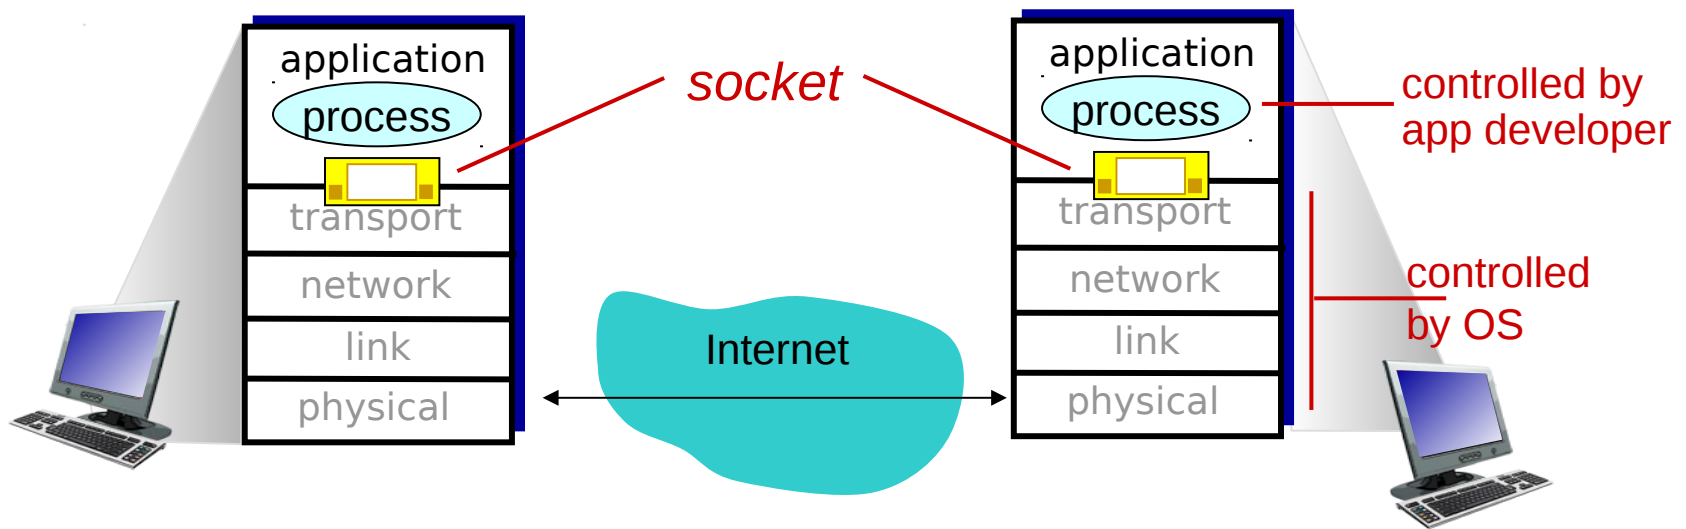 application
process
transport
network
link
physical
socket
Internet
application
process
transport
network
link
physical
controlled by
app developer
controlled
by OS